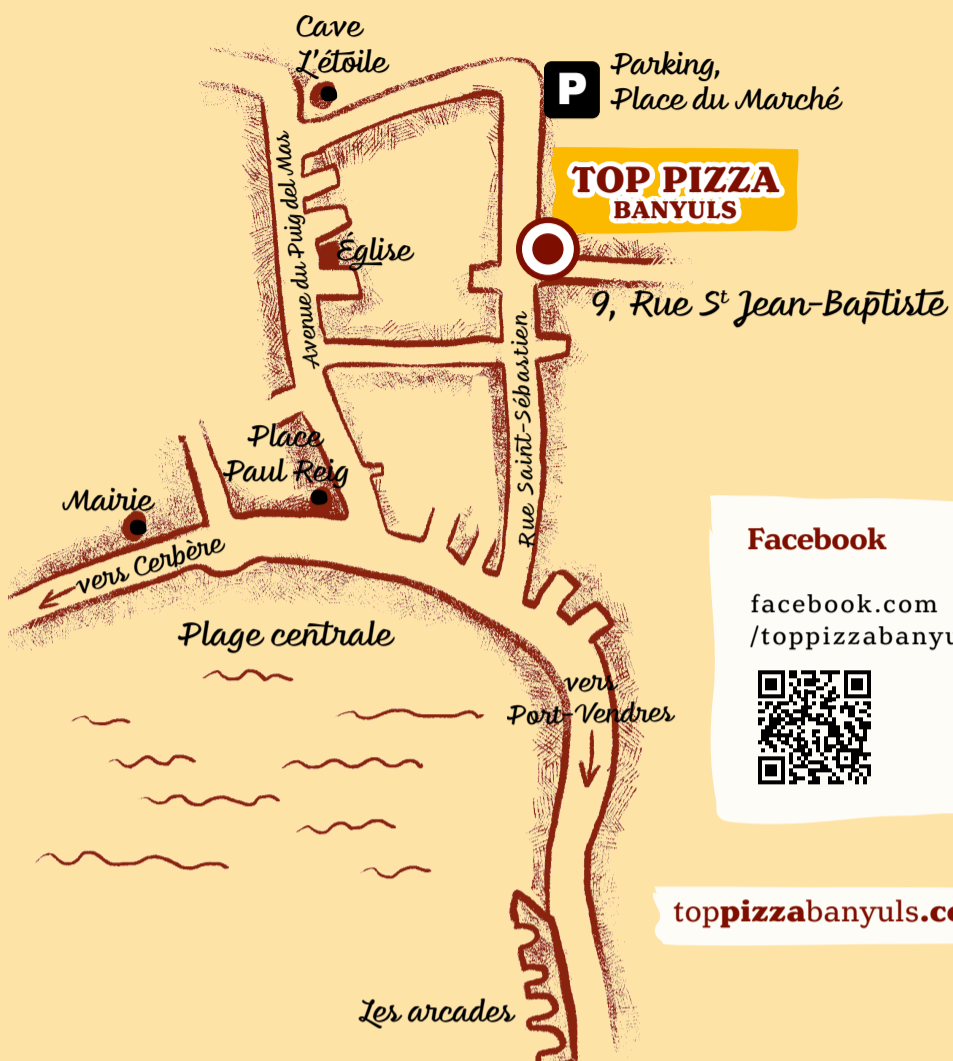 Cave
L'étoile
P
Parking,
Place du Marché
TOP PIZZA
BANYULS
Avenue du Puig del Mas
Église
9, Rue St Jean-Baptiste
Rue Saint-Sébastien
Place
Paul Reig
Mairie
vers Cerbère
Plage centrale
vers
Port-Vendres
Facebook
facebook.com
/toppizzabanyu
toppizzabanyuls.co
Les arcades